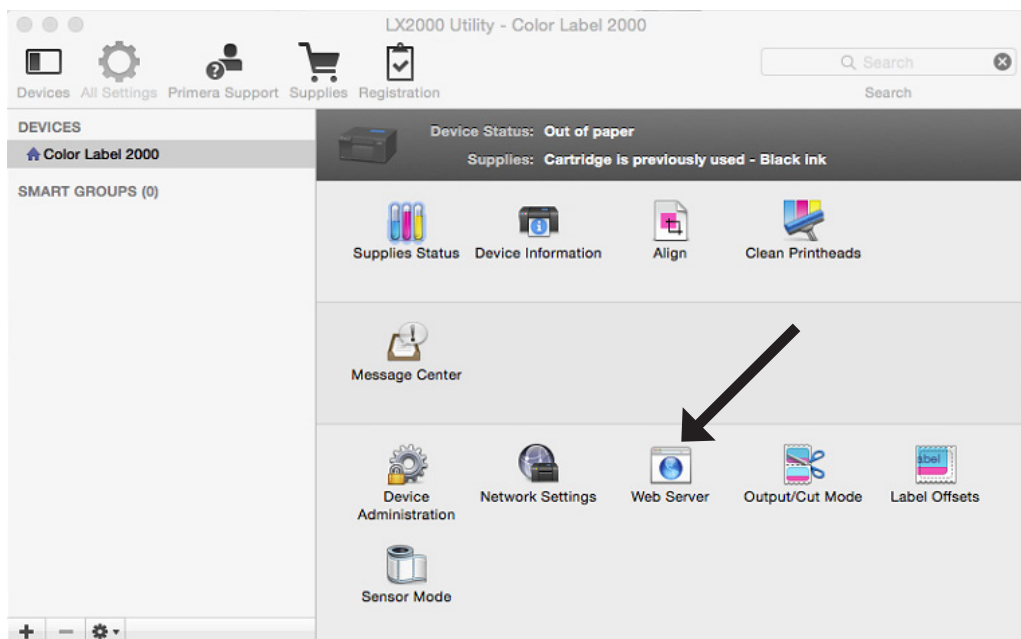 LX2000 Utility - Color Label 2000
Search
Devices All Settings Primera Support Supplies Registration
Search
DEVICES
Color Label 2000
SMART GROUPS (0)
Device Status: Out of paper
Supplies: Cartridge is previously used - Black ink
Supplies Status Device Information Align Clean Printheads
Message Center
Device Administration
Network Settings Web Server Output/Cut Mode Label Offsets
Sensor Mode